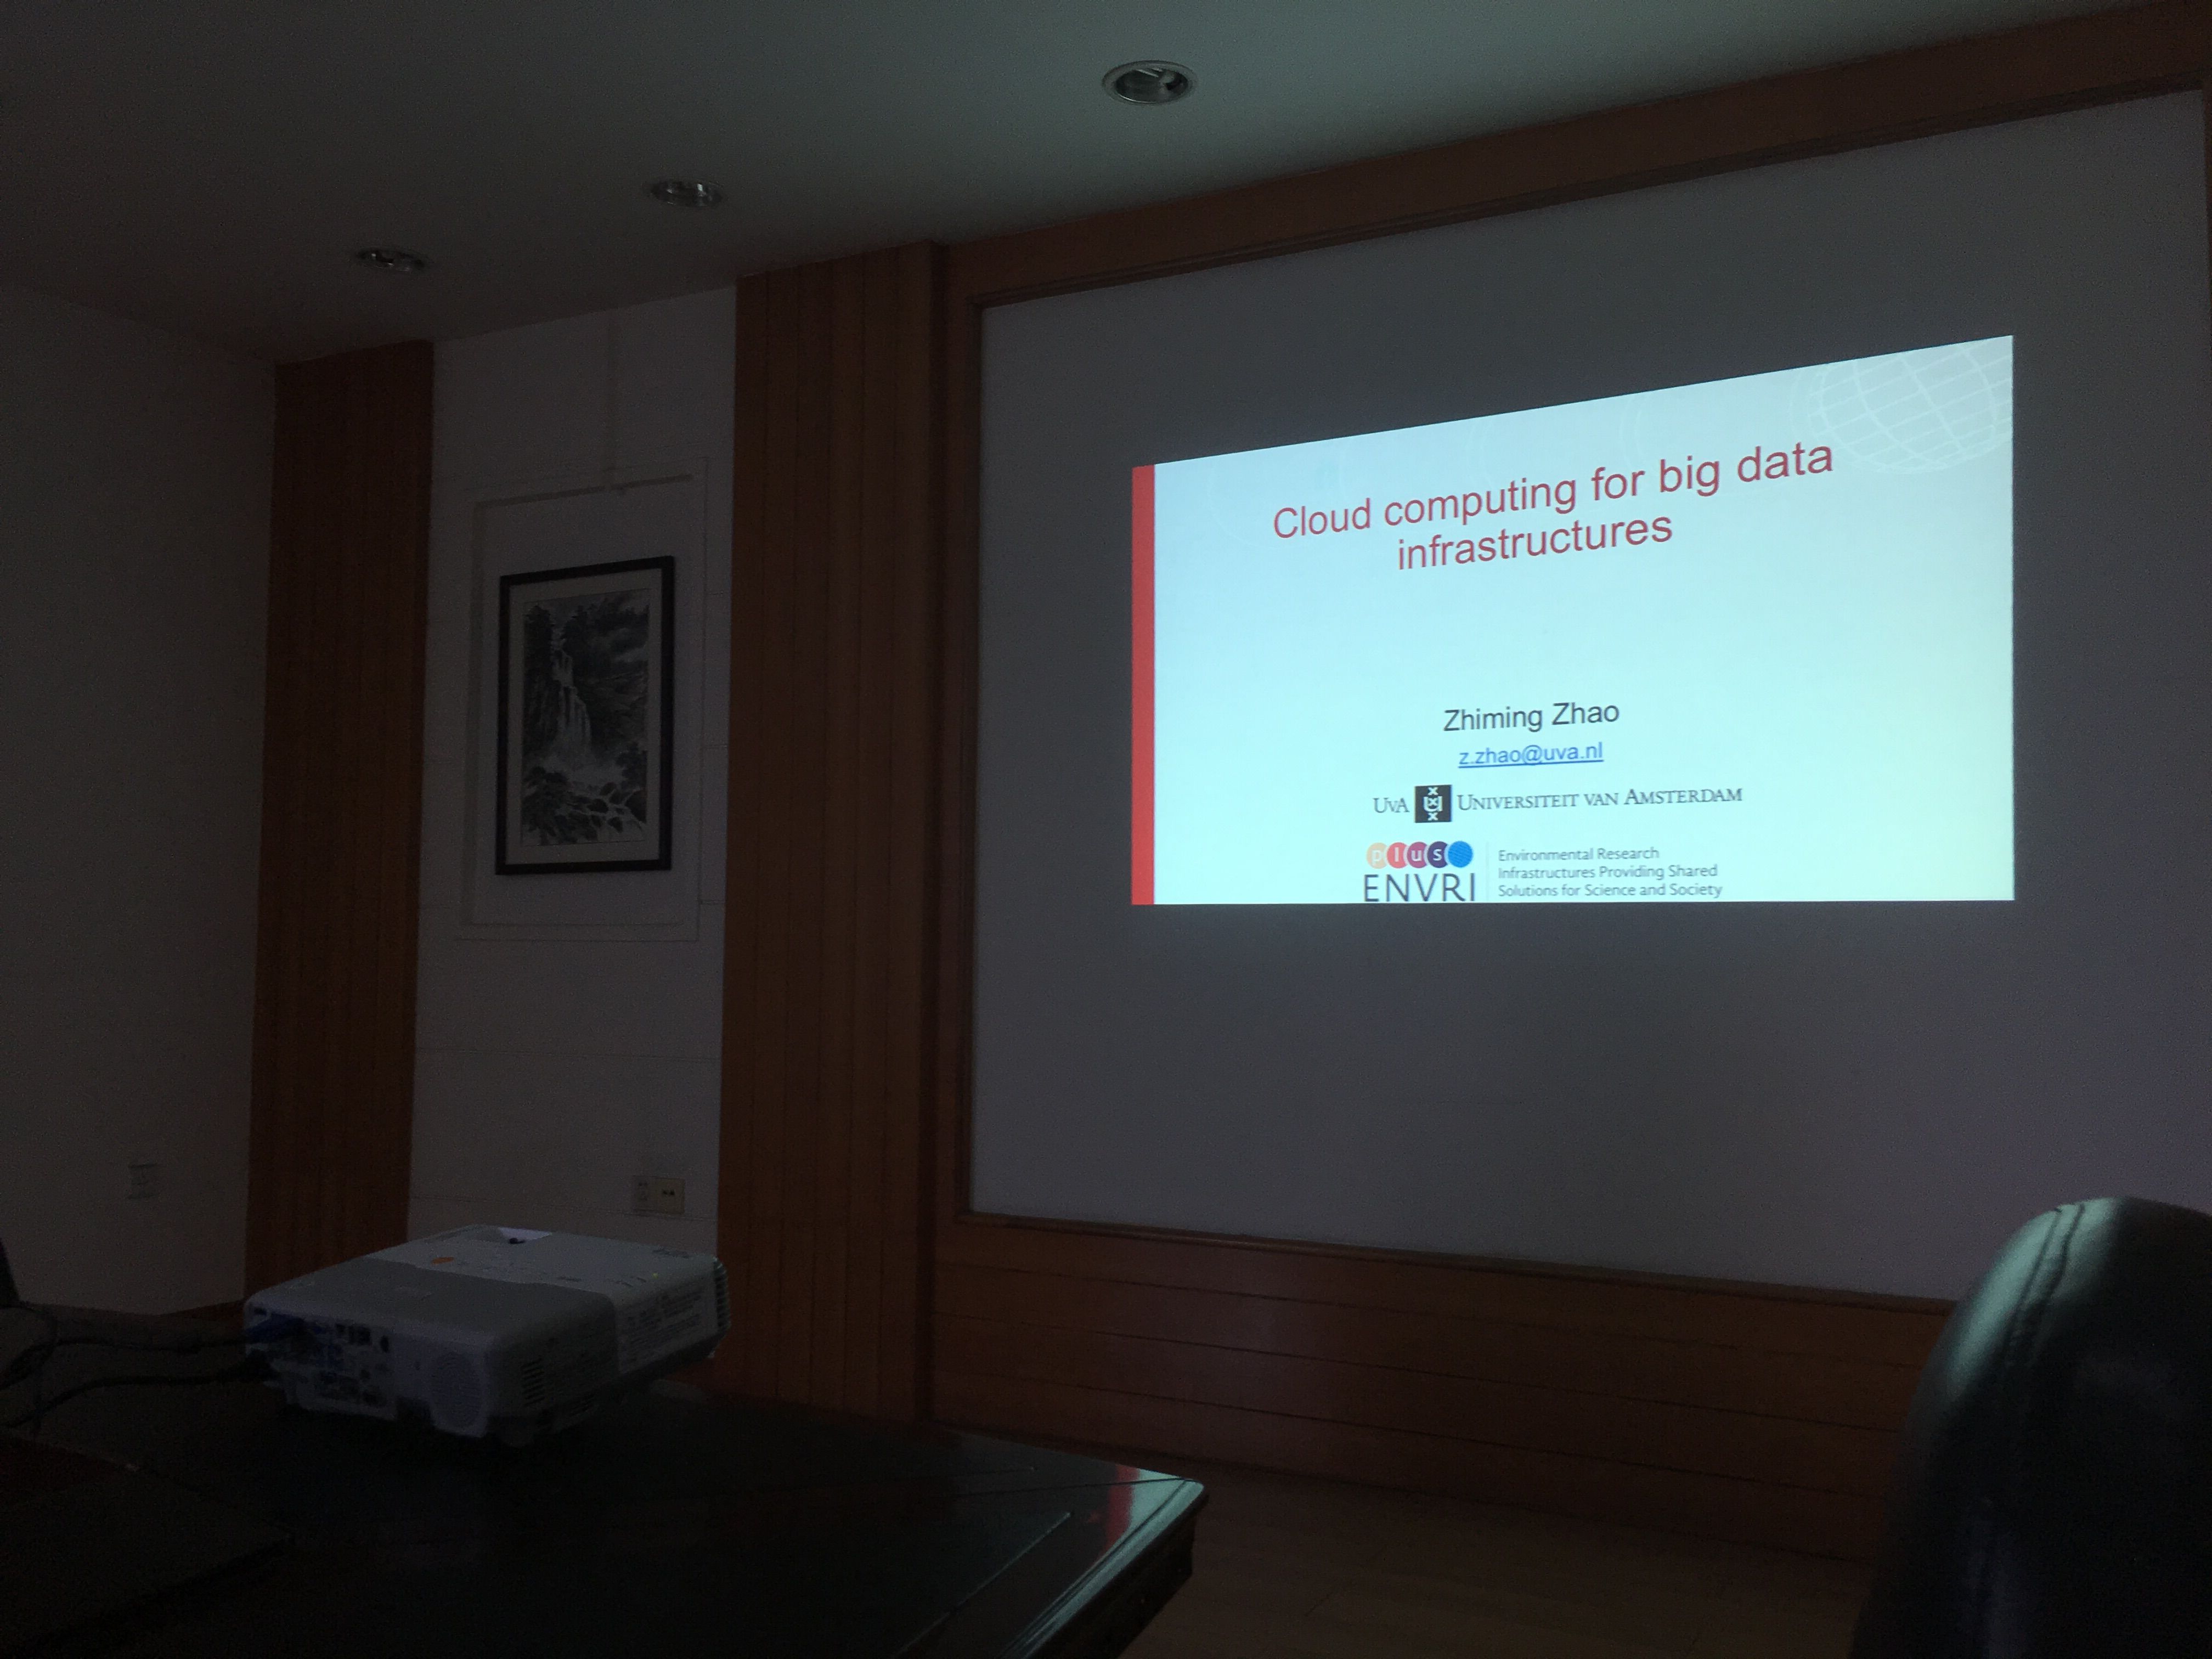 Cloud computing for big data
infrastructures
Zhiming Zhao
z.zhao@uva.nl
UvA UNIVERSITEIT VAN AMSTERDAM
plus
ENVRI
Environmental Research
Infrastructures Providing Shared
Solutions for Science and Society